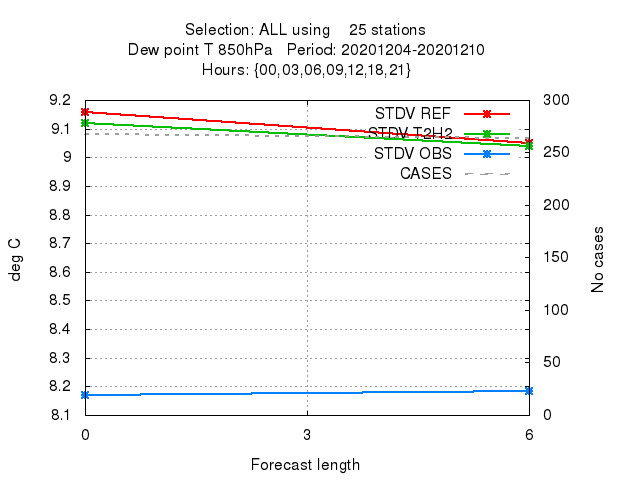 Selection: ALL using 25 stations
Dew point T 850hPa Period: 20201204-20201210
Hours: {00,03,06,09,12,18,21}
STDV REF
STDV T2H2
STDV OBS
CASES
9.2
9.1
9
8.9
8.8
8.7
8.6
8.5
8.4
8.3
8.2
8.1
300
250
200
150
100
50
0
deg C
No cases
0 3 6
Forecast length